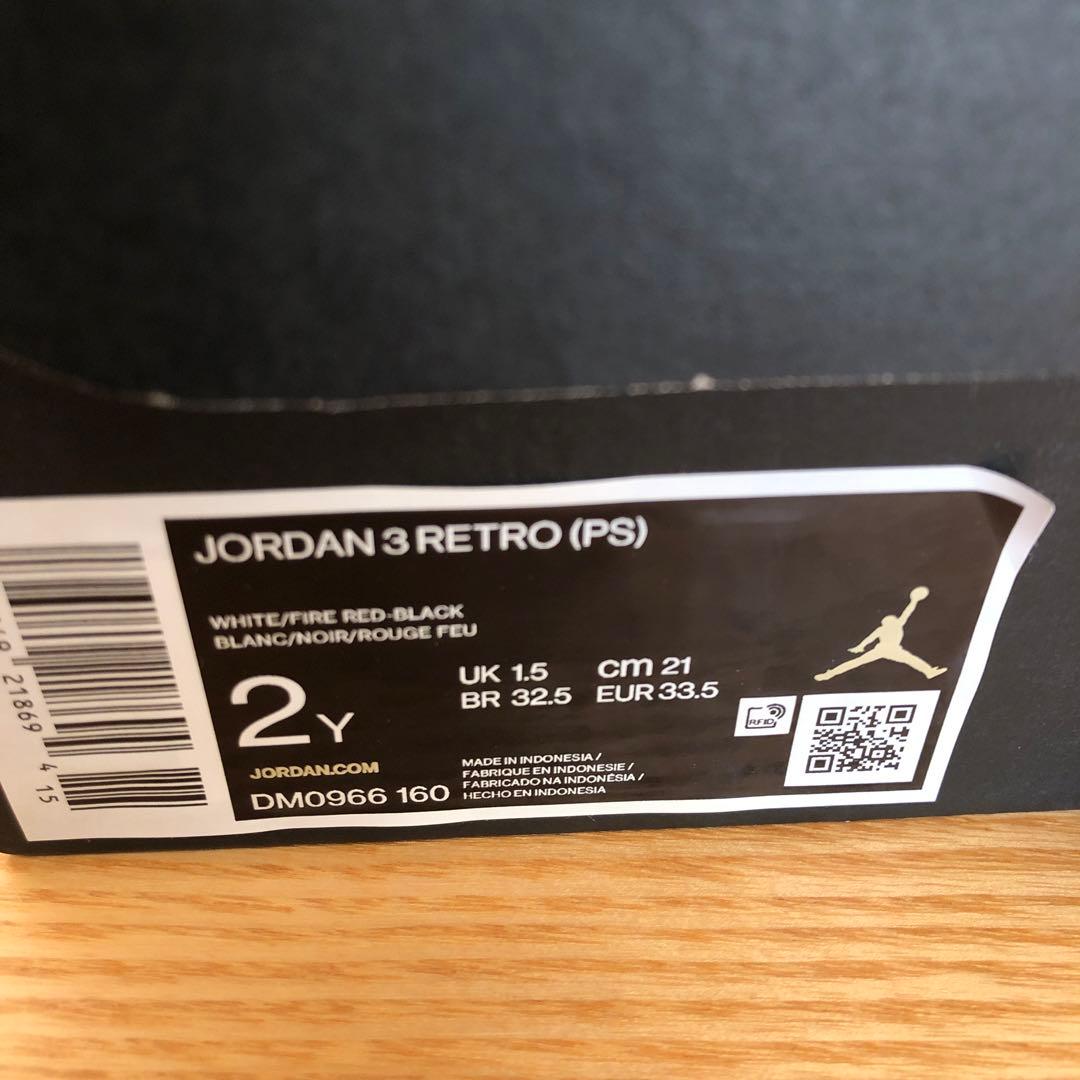 JORDAN 3 RETRO (PS)
WHITE/FIRE RED-BLACK
BLANC/NOIR/ROUGE FEU
2Y
UK 1.5 cm 21
BR 32.5 EUR 33.5
JORDAN.COM
DM0966 160
MADE IN INDONESIA /
FABRIQUE EN INDONESIE /
FABRICADO NA INDONÉSIA /
HECHO EN INDONESIA
RFID
21869 4 15